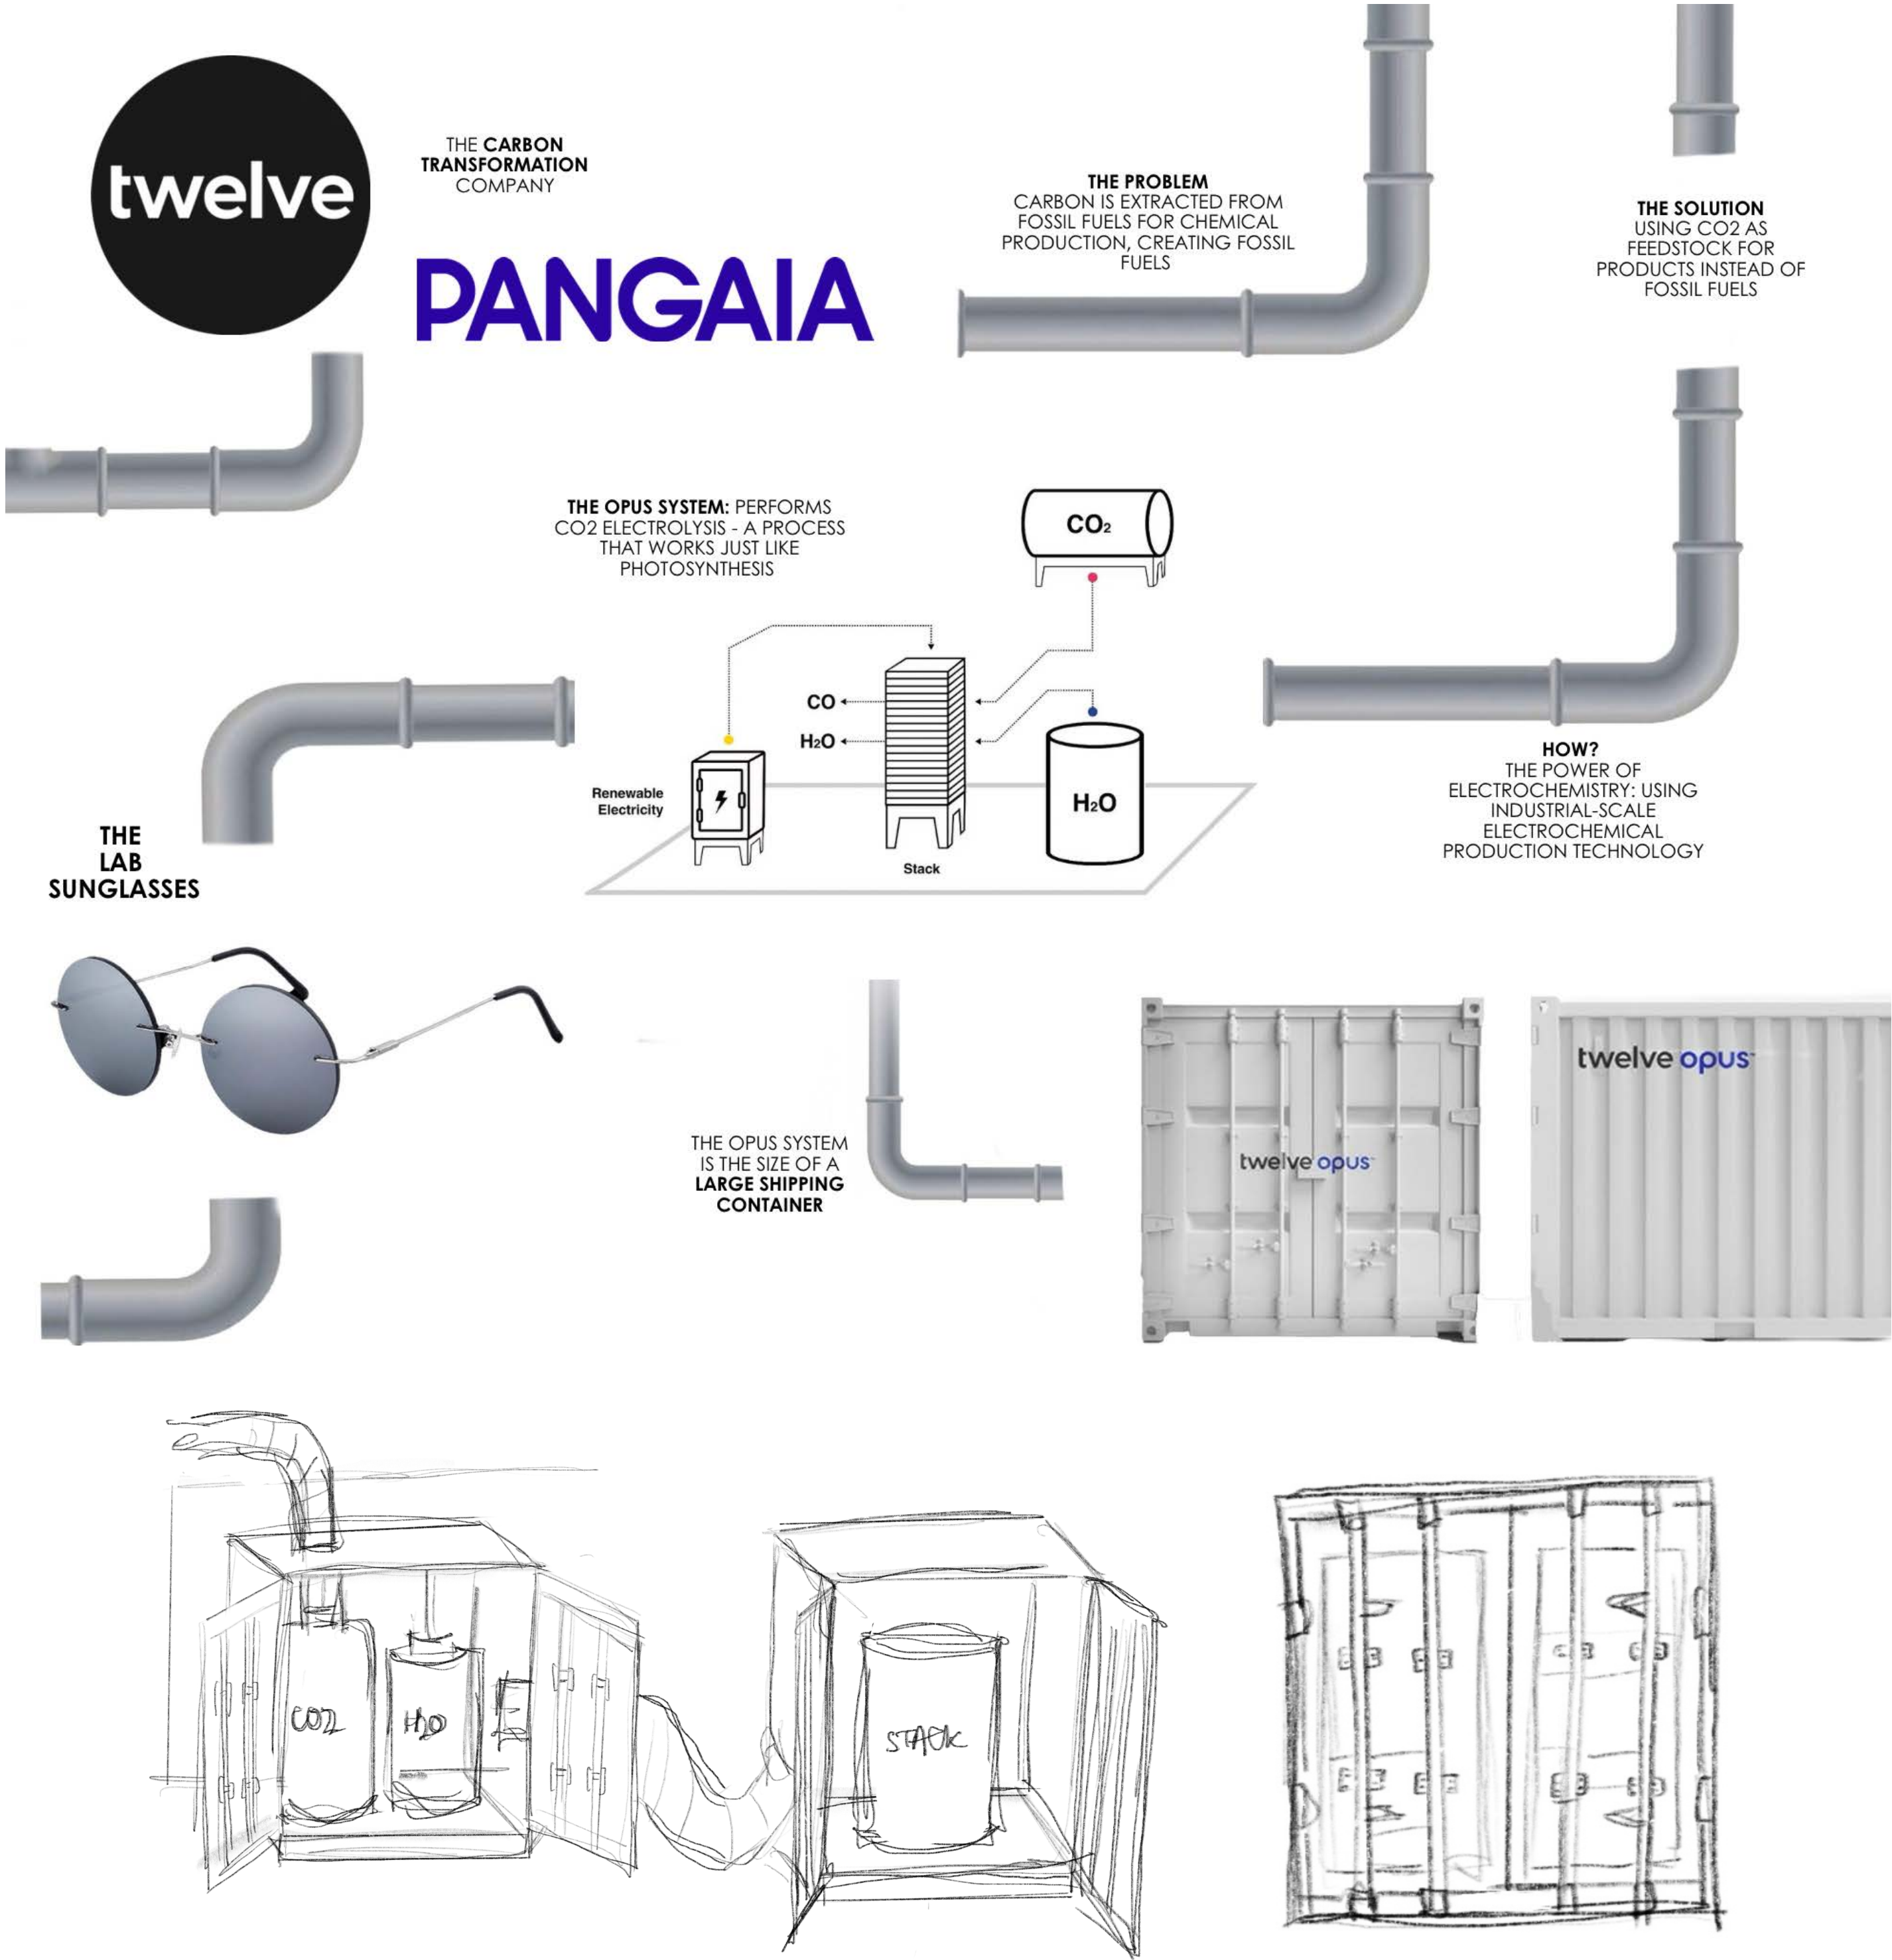 twelve
THE CARBON
TRANSFORMATION
COMPANY
PANGAIA
THE PROBLEM
CARBON IS EXTRACTED FROM
FOSSIL FUELS FOR CHEMICAL
PRODUCTION, CREATING FOSSIL
FUELS
THE SOLUTION
USING CO2 AS
FEEDSTOCK FOR
PRODUCTS INSTEAD OF
FOSSIL FUELS
THE OPUS SYSTEM: PERFORMS
CO2 ELECTROLYSIS - A PROCESS
THAT WORKS JUST LIKE
PHOTOSYNTHESIS
CO₂
CO
H₂O
H₂O
Renewable
Electricity
Stack
HOW?
THE POWER OF
ELECTROCHEMISTRY: USING
INDUSTRIAL-SCALE
ELECTROCHEMICAL
PRODUCTION TECHNOLOGY
THE
LAB
SUNGLASSES
THE OPUS SYSTEM
IS THE SIZE OF A
LARGE SHIPPING
CONTAINER
twelve opus™
twelve opus™
CO2
H2O
STACK